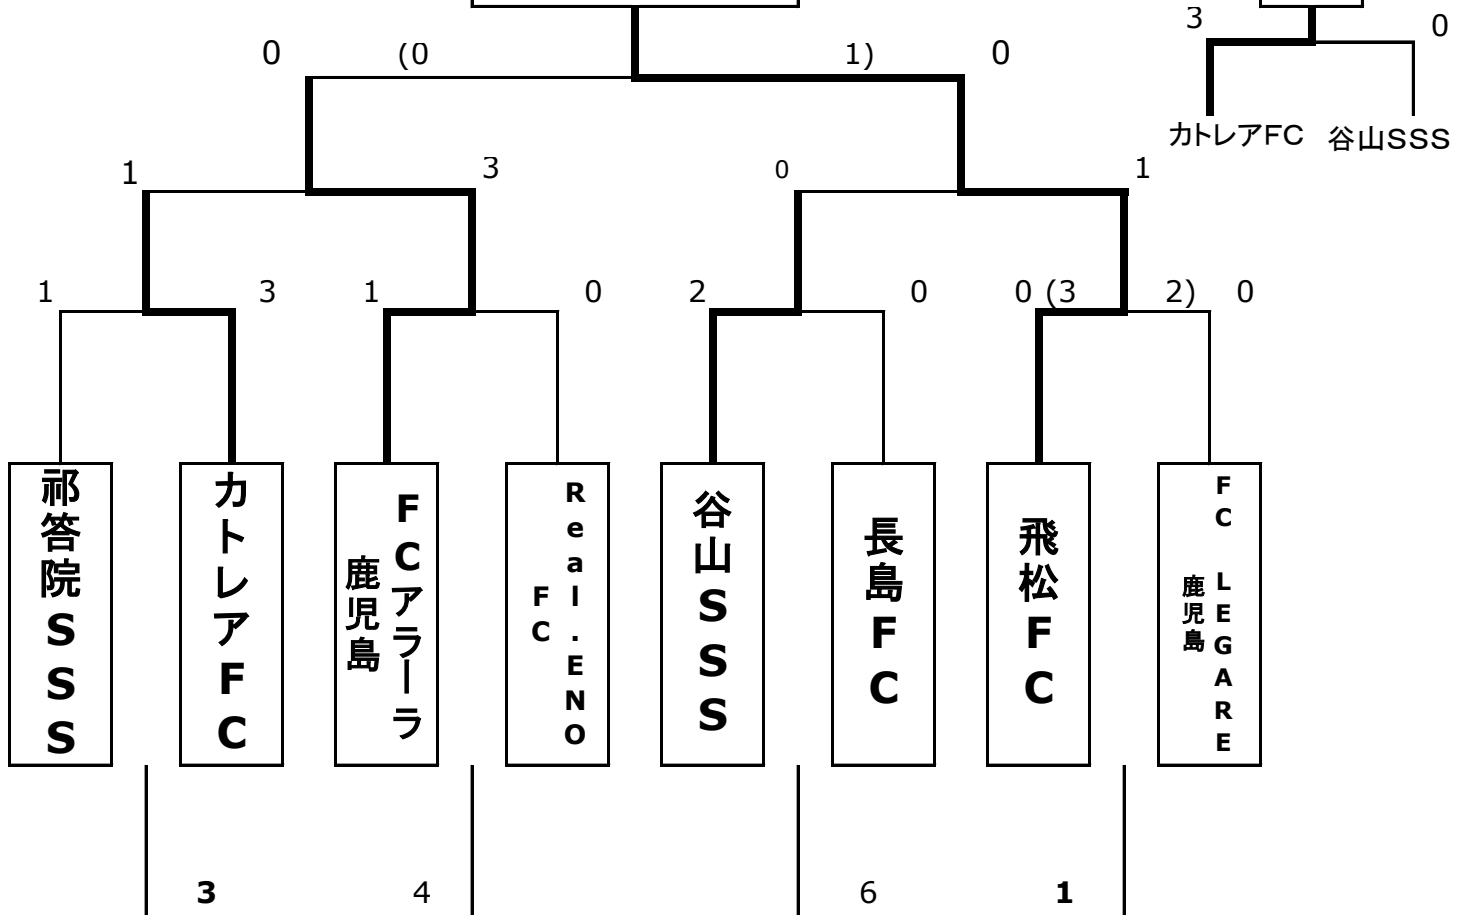 3 0
0 (0 1) 0
カトレアFC 谷山SSS
1 3 0 1
1 3 1 0 2 0 0 (3 2) 0
祁答院SSS
カトレアFC
FCアラーラ
鹿児島
Real.ENO
FC
谷山SSS
長島FC
飛松FC
FC LEGARE
鹿児島
3 4 6 1